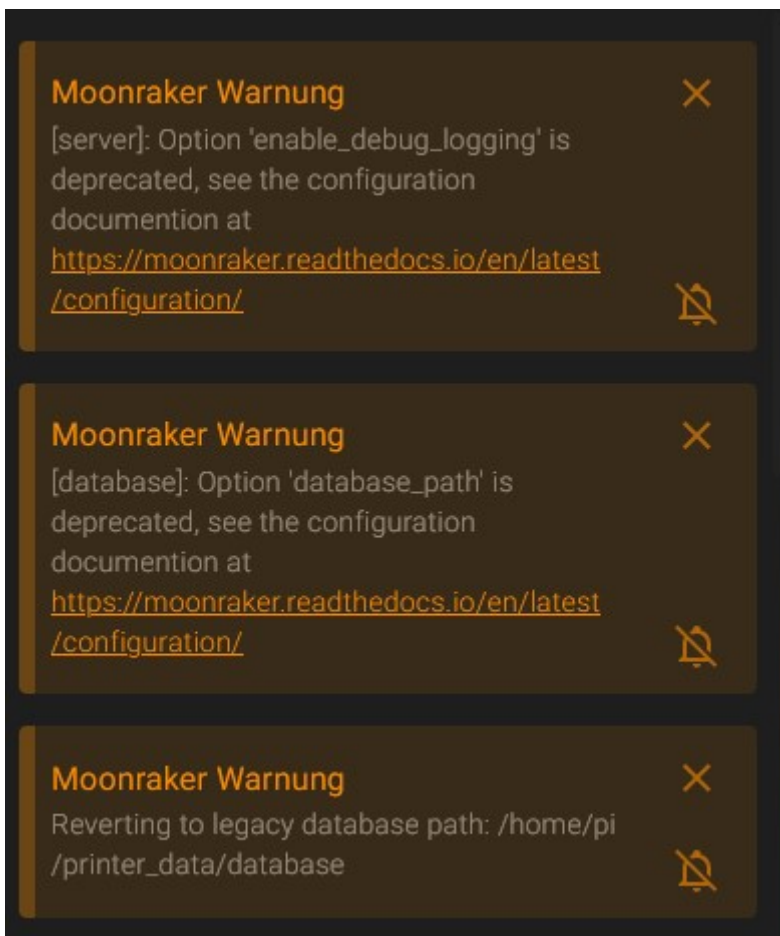 Moonraker Warnung
[server]: Option 'enable_debug_logging' is
deprecated, see the configuration
documention at
https://moonraker.readthedocs.io/en/latest
/configuration/
Moonraker Warnung
[database]: Option 'database_path' is
deprecated, see the configuration
documention at
https://moonraker.readthedocs.io/en/latest
/configuration/
Moonraker Warnung
Reverting to legacy database path: /home/pi
/printer_data/database